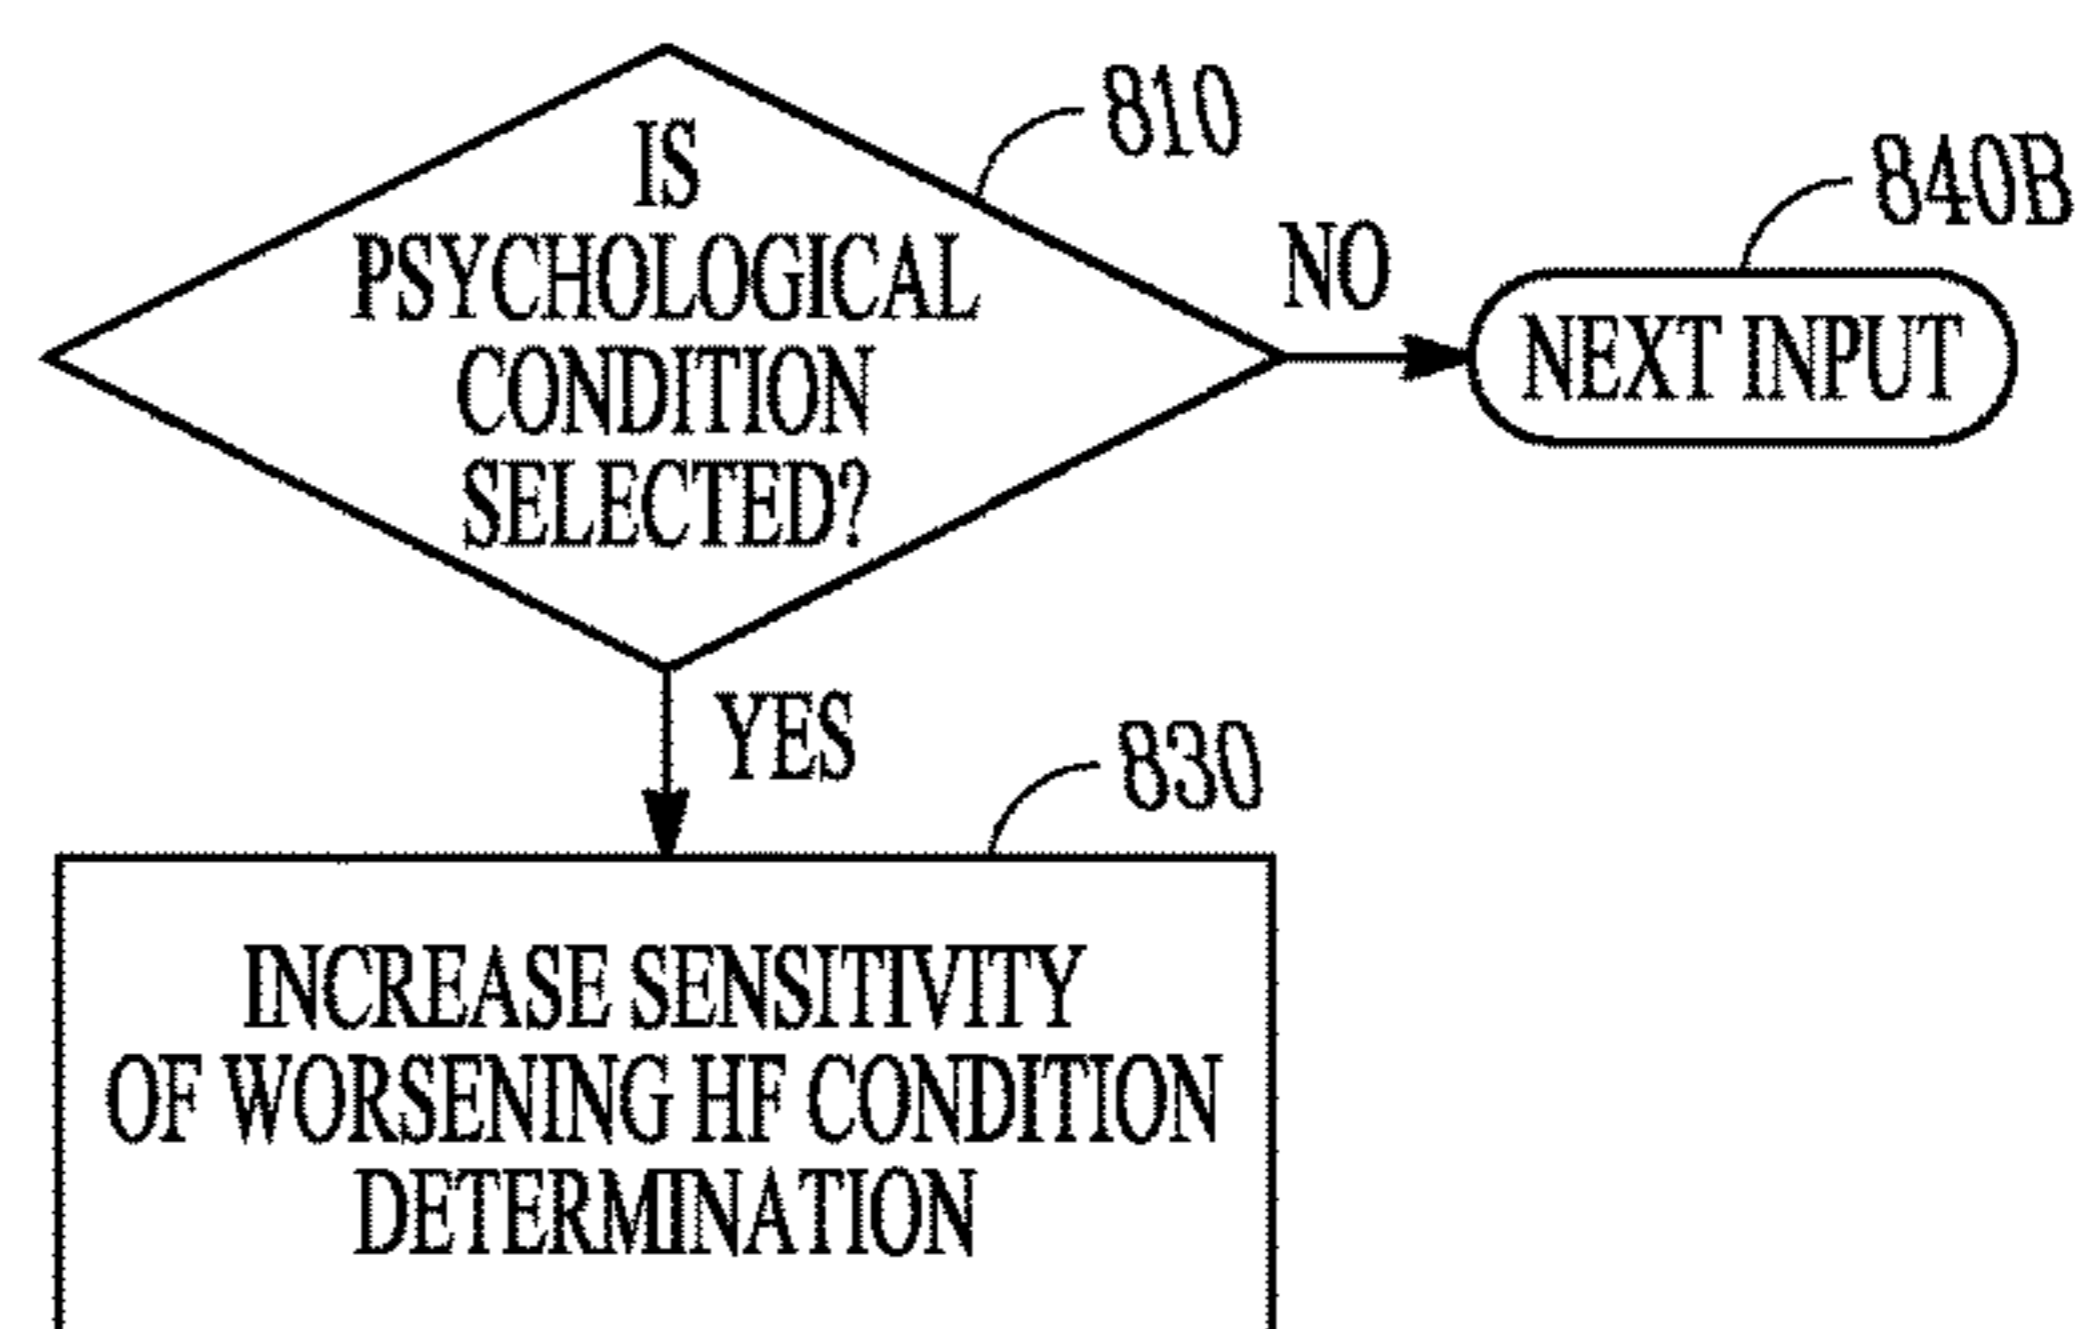 IS
PSYCHOLOGICAL
CONDITION
SELECTED?
810
NO
840B
NEXT INPUT
YES
830
INCREASE SENSITIVITY
OF WORSENING HF CONDITION
DETERMINATION